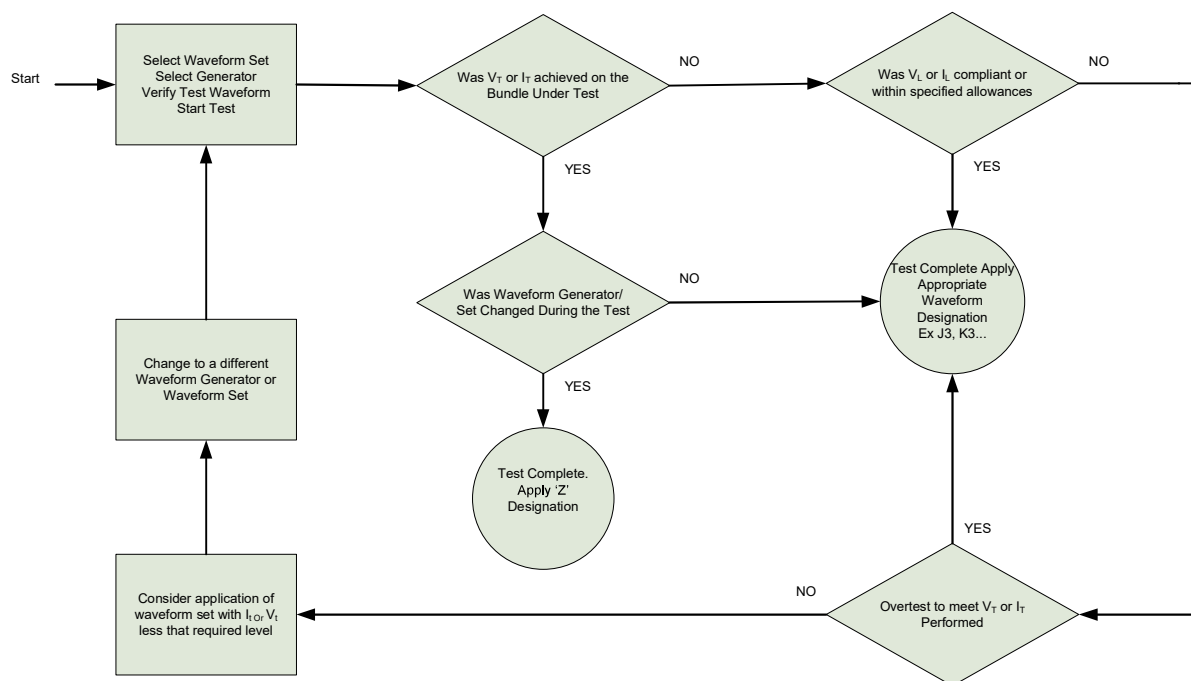 Start
Select Waveform Set
Select Generator
Verify Test Waveform
Start Test
Was VT or IT achieved on the
Bundle Under Test
NO
Was VL or IL compliant or
within specified allowances
NO
YES
YES
Was Waveform Generator/
Set Changed During the Test
NO
Test Complete Apply
Appropriate
Waveform
Designation
Ex J3, K3...
Change to a different
Waveform Generator or
Waveform Set
YES
Test Complete.
Apply ‘Z’
Designation
YES
Consider application of
waveform set with It Or Vt
less that required level
NO
Overtest to meet VT or IT
Performed